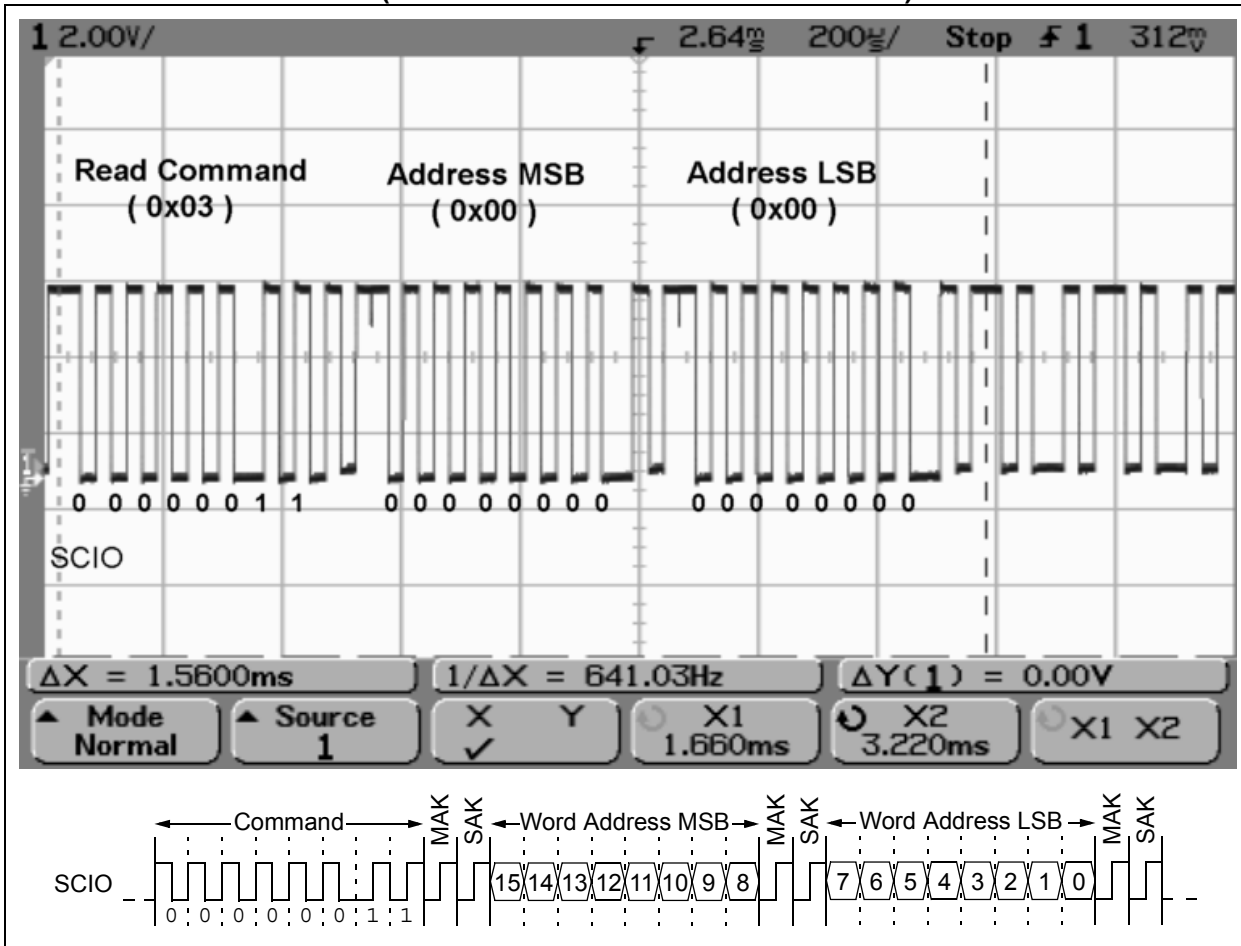 1 2.00V/ 2.64ms 200µs/ Stop 1 312mV
Read Command
( 0x03 )
Address MSB
( 0x00 )
Address LSB
( 0x00 )
0 0 0 0 0 0 1 1 0 0 0 0 0 0 0 0 0 0 0 0 0 0 0 0
SCIO
ΔX = 1.5600ms 1/ΔX = 641.03Hz ΔY(1) = 0.00V
Mode
Normal
Source
1
X Y
✓
X1
1.660ms
X2
3.220ms
X1 X2
Command MAK SAK Word Address MSB MAK SAK Word Address LSB MAK SAK
SCIO 15 14 13 12 11 10 9 8 7 6 5 4 3 2 1 0
0 0 0 0 0 0 1 1